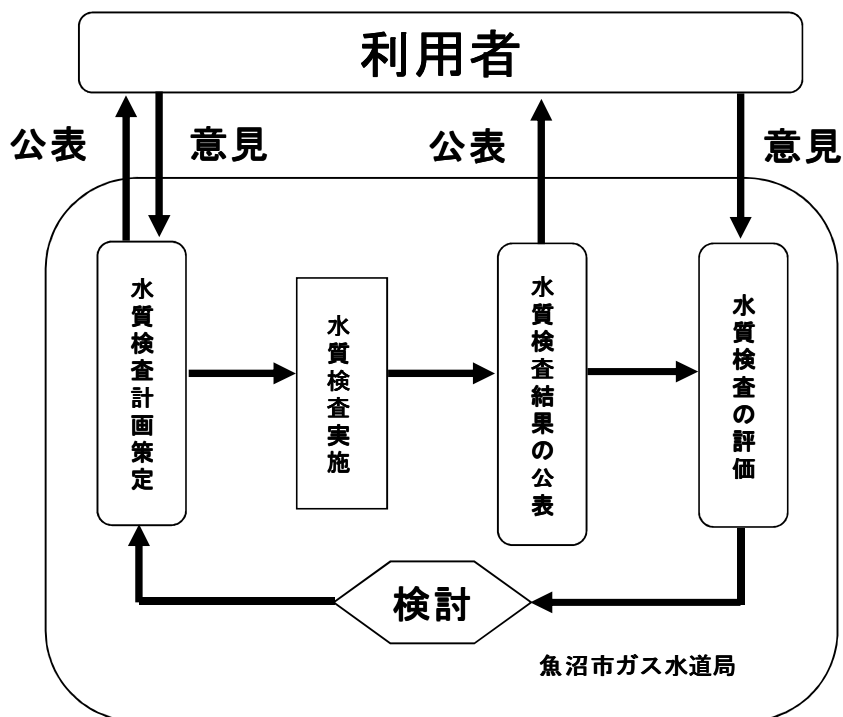 利用者
公表
意見
公表
意見
水質検査計画策定
水質検査実施
水質検査結果の公表
水質検査の評価
検討
魚沼市ガス水道局